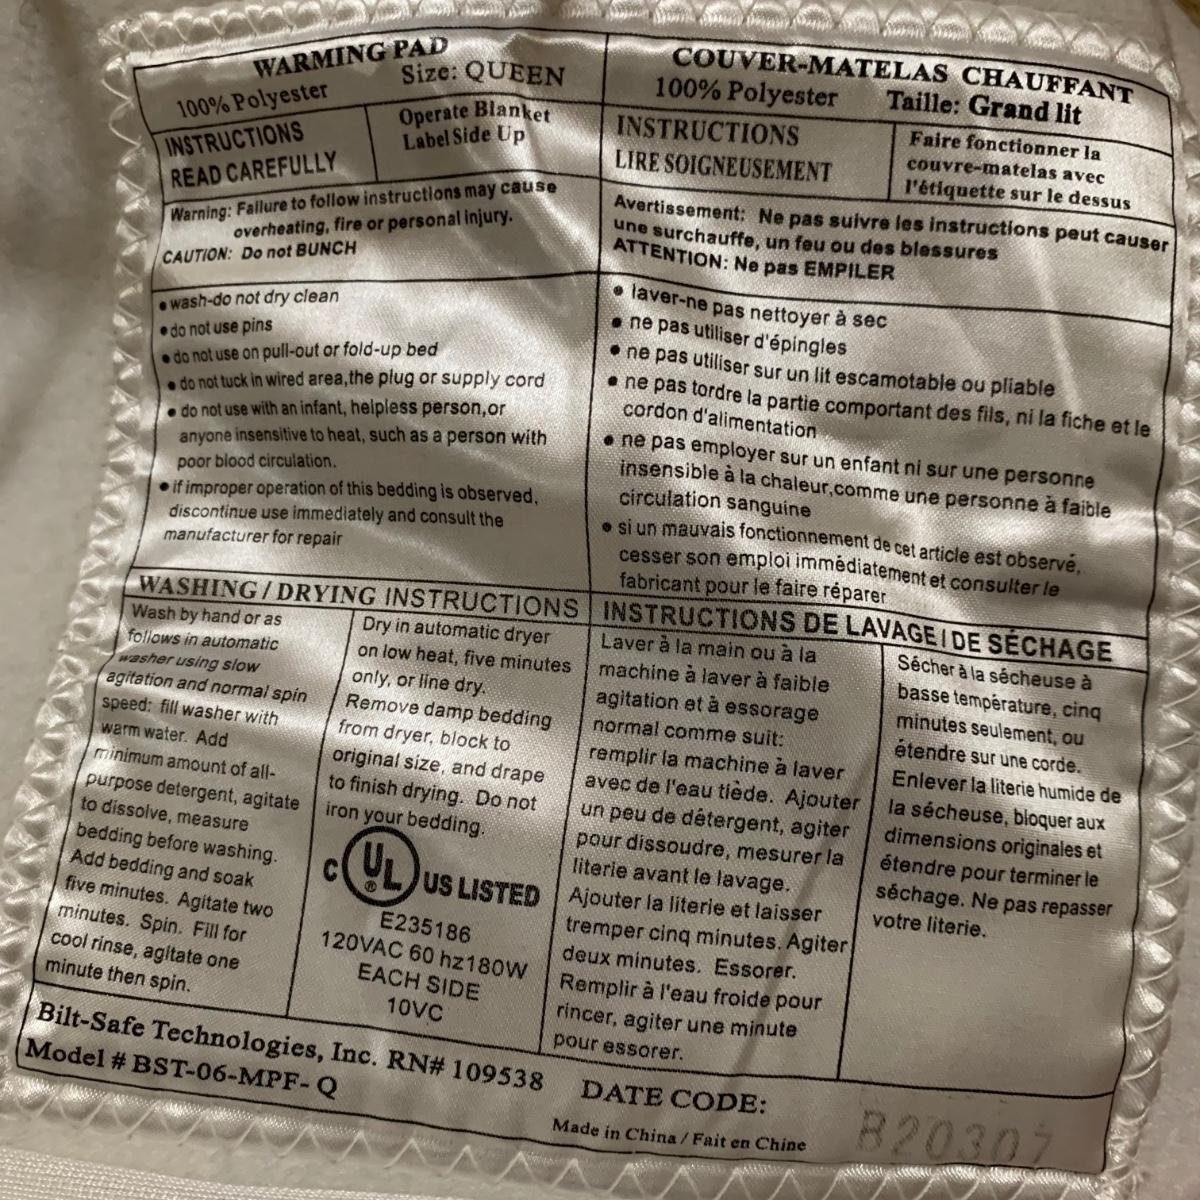 WARMING PAD
100% Polyester Size: QUEEN
INSTRUCTIONS
READ CAREFULLY
Operate Blanket
Label Side Up
Warning: Failure to follow instructions may cause
overheating, fire or personal injury.
CAUTION: Do not BUNCH
• wash-do not dry clean
• do not use pins
• do not use on pull-out or fold-up bed
• do not tuck in wired area,the plug or supply cord
• do not use with an infant, helpless person,or
anyone insensitive to heat, such as a person with
poor blood circulation.
• if improper operation of this bedding is observed,
discontinue use immediately and consult the
manufacturer for repair
COUVER-MATELAS CHAUFFANT
100% Polyester Taille: Grand lit
INSTRUCTIONS
LIRE SOIGNEUSEMENT
Faire fonctionner la
couvre-matelas avec
l'étiquette sur le dessus
Avertissement: Ne pas suivre les instructions peut causer
une surchauffe, un feu ou des blessures
ATTENTION: Ne pas EMPILER
• laver-ne pas nettoyer à sec
• ne pas utiliser d'épingles
• ne pas utiliser sur un lit escamotable ou pliable
• ne pas tordre la partie comportant des fils, ni la fiche et le
cordon d'alimentation
• ne pas employer sur un enfant ni sur une personne
insensible à la chaleur,comme une personne à faible
circulation sanguine
• si un mauvais fonctionnement de cet article est observé,
cesser son emploi immédiatement et consulter le
fabricant pour le faire réparer
WASHING / DRYING INSTRUCTIONS
Wash by hand or as
follows in automatic
washer using slow
agitation and normal spin
speed: fill washer with
warm water. Add
minimum amount of all-
purpose detergent, agitate
to dissolve, measure
bedding before washing.
Add bedding and soak
five minutes. Agitate two
minutes. Spin. Fill for
cool rinse, agitate one
minute then spin.
Dry in automatic dryer
on low heat, five minutes
only, or line dry.
Remove damp bedding
from dryer, block to
original size, and drape
to finish drying. Do not
iron your bedding.
C UL ® US LISTED
E235186
120VAC 60 hz180W
EACH SIDE
10VC
INSTRUCTIONS DE LAVAGE / DE SÉCHAGE
Laver à la main ou à la
machine à laver à faible
agitation et à essorage
normal comme suit:
remplir la machine à laver
avec de l'eau tiède. Ajouter
un peu de détergent, agiter
pour dissoudre, mesurer la
literie avant le lavage.
Ajouter la literie et laisser
tremper cinq minutes. Agiter
deux minutes. Essorer.
Remplir à l'eau froide pour
rincer, agiter une minute
pour essorer.
Sécher à la sécheuse à
basse température, cinq
minutes seulement, ou
étendre sur une corde.
Enlever la literie humide de
la sécheuse, bloquer aux
dimensions originales et
étendre pour terminer le
séchage. Ne pas repasser
votre literie.
Bilt-Safe Technologies, Inc. RN# 109538
Model # BST-06-MPF- Q
DATE CODE:
B20307
Made in China / Fait en Chine